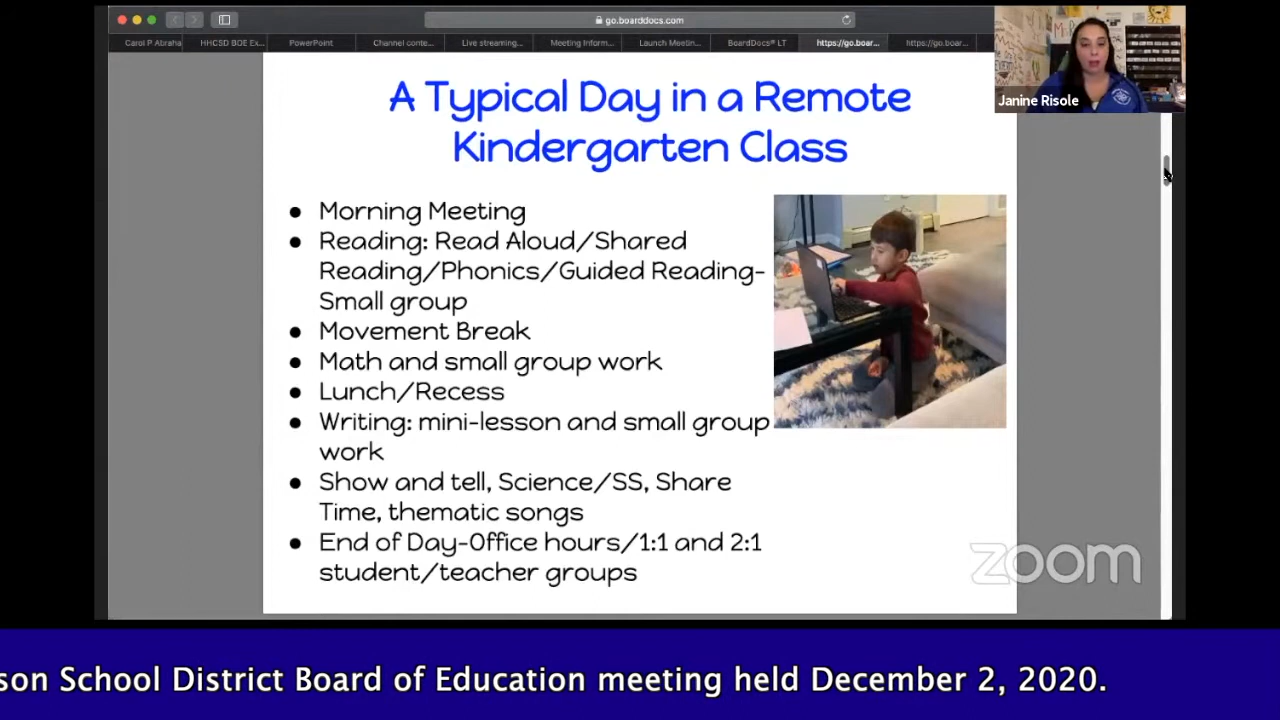 go.boarddocs.com
Carol P Abraha
HHCSD BOE Ex...
PowerPoint
Channel conte...
Live streaming...
Meeting Inform...
Launch Meetin...
BoardDocs® LT
https://go.boar...
https://go.boar...
Janine Risole
A Typical Day in a Remote
Kindergarten Class
● Morning Meeting
● Reading: Read Aloud/Shared
Reading/Phonics/Guided Reading-
Small group
● Movement Break
● Math and small group work
● Lunch/Recess
● Writing: mini-lesson and small group
work
● Show and tell, Science/SS, Share
Time, thematic songs
● End of Day-Office hours/1:1 and 2:1
student/teacher groups
zoom
son School District Board of Education meeting held December 2, 2020.